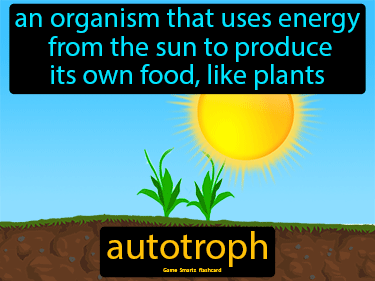 an organism that uses energy
from the sun to produce
its own food, like plants
autotroph
Game Smartz Flashcard